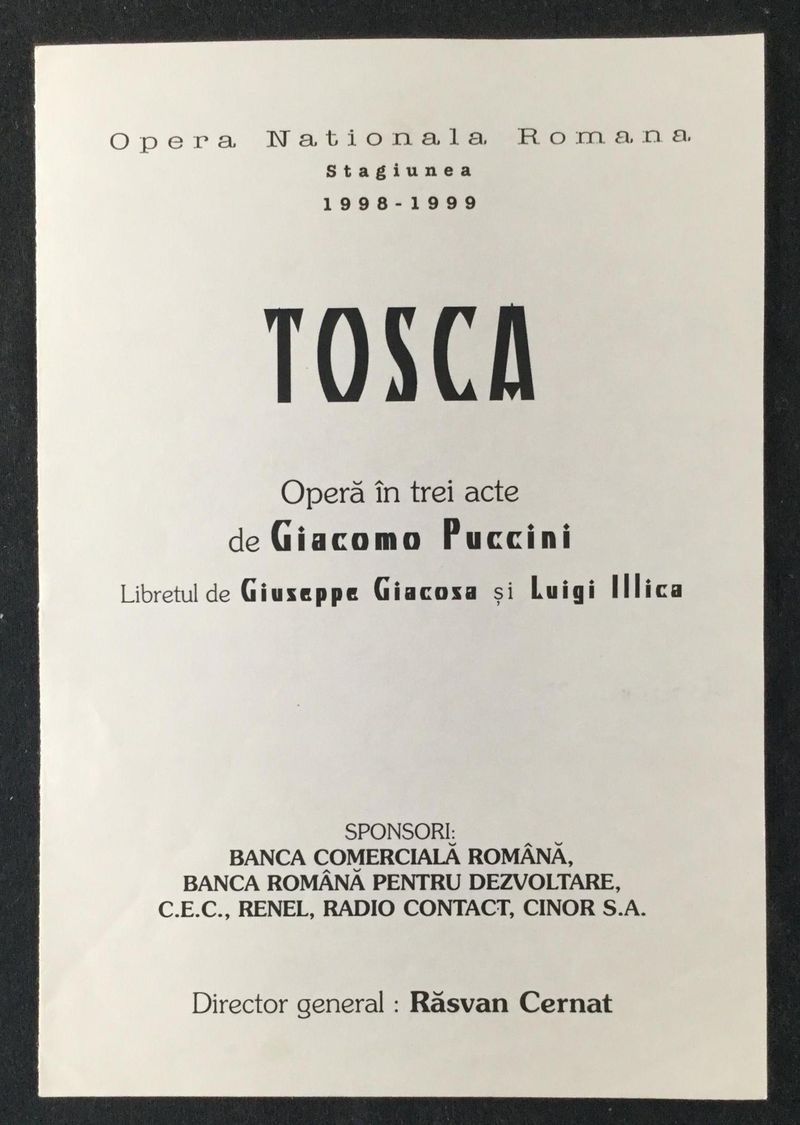 Opera Nationala Romana
Stagiunea
1998-1999
TOSCA
Operă în trei acte
de Giacomo Puccini
Libretul de Giuseppe Giacosa și Luigi Illica
SPONSORI:
BANCA COMERCIALĂ ROMÂNĂ,
BANCA ROMÂNĂ PENTRU DEZVOLTARE,
C.E.C., RENEL, RADIO CONTACT, CINOR S.A.
Director general : Răsvan Cernat